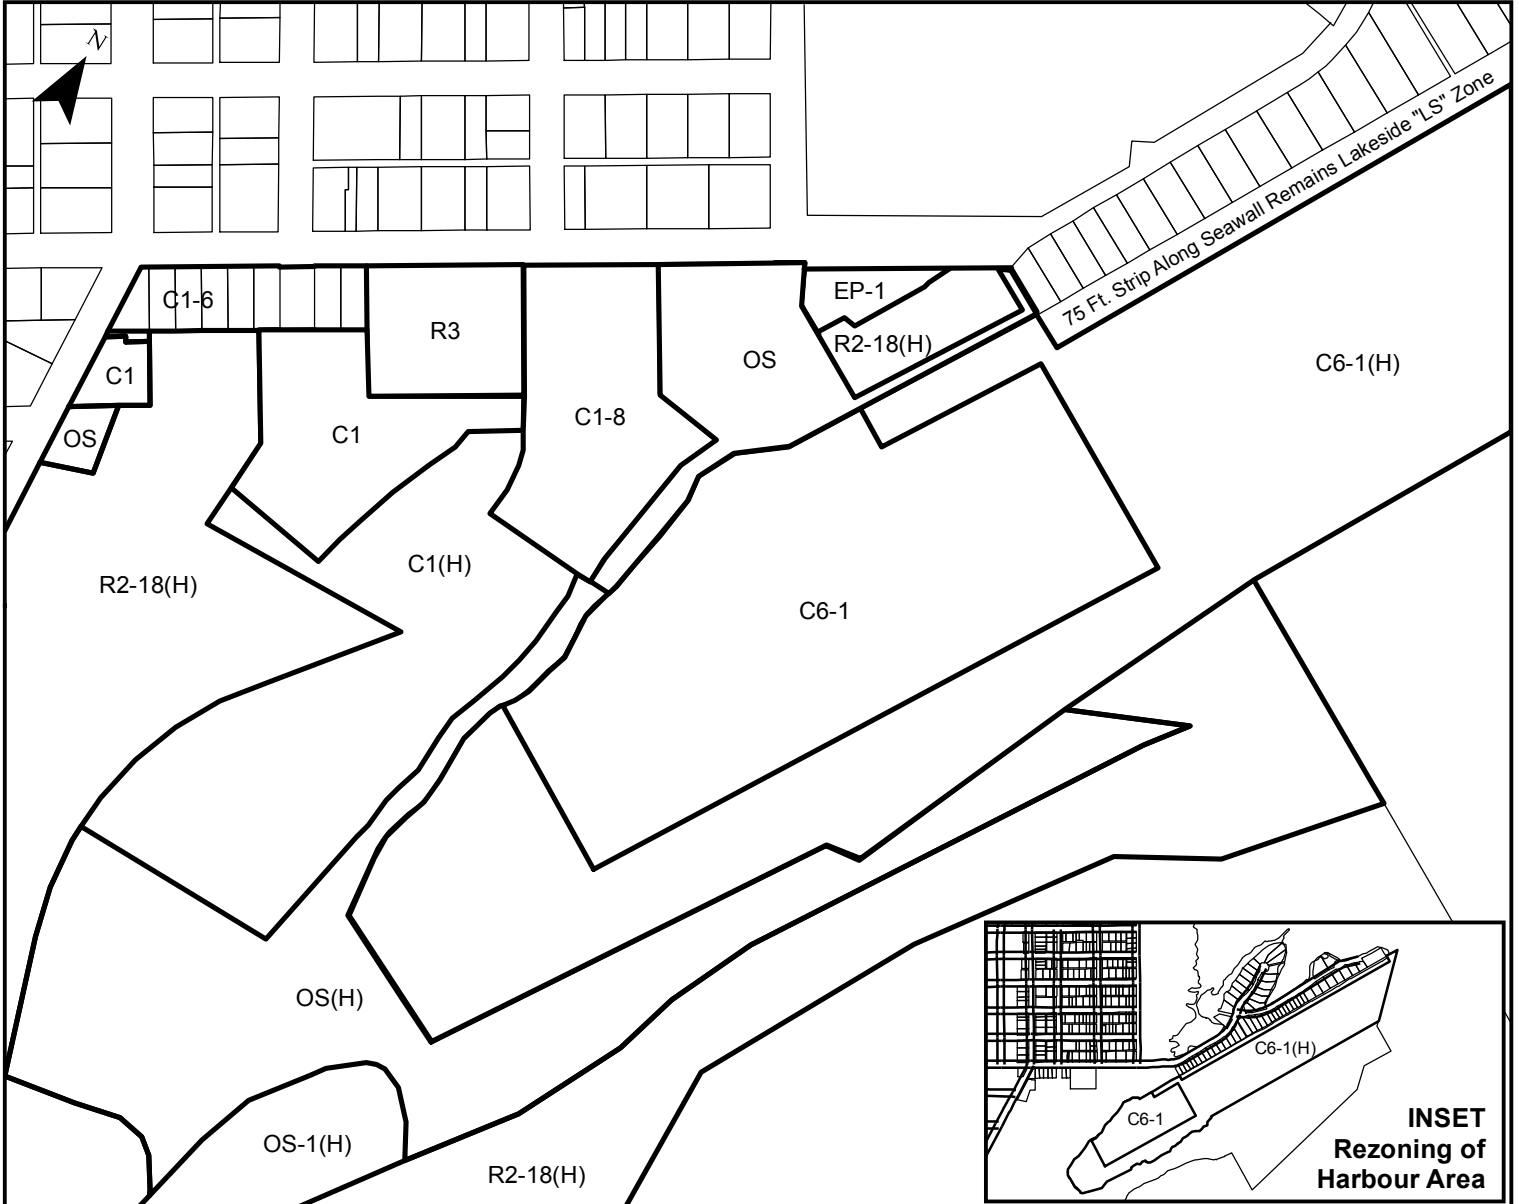 N
75 Ft. Strip Along Seawall Remains Lakeside "LS" Zone
C1-6
EP-1
R3
R2-18(H)
OS
C6-1(H)
C1
C1-8
C1
OS
C1(H)
R2-18(H)
C6-1
OS(H)
C6-1(H)
C6-1
INSET
Rezoning of
Harbour Area
OS-1(H)
R2-18(H)